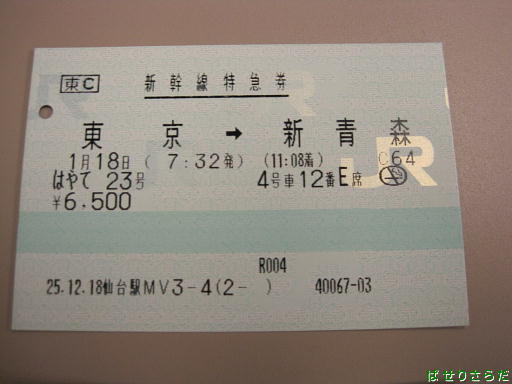 東C 新幹線特急券
東京 → 新青森
1月18日 ( 7:32発) (11:08着) C64
はやて 23号 4号車12番E席
¥6,500
R004
25.12.18仙台駅MV3-4(2- ) 40067-03
ぱせりさらだ